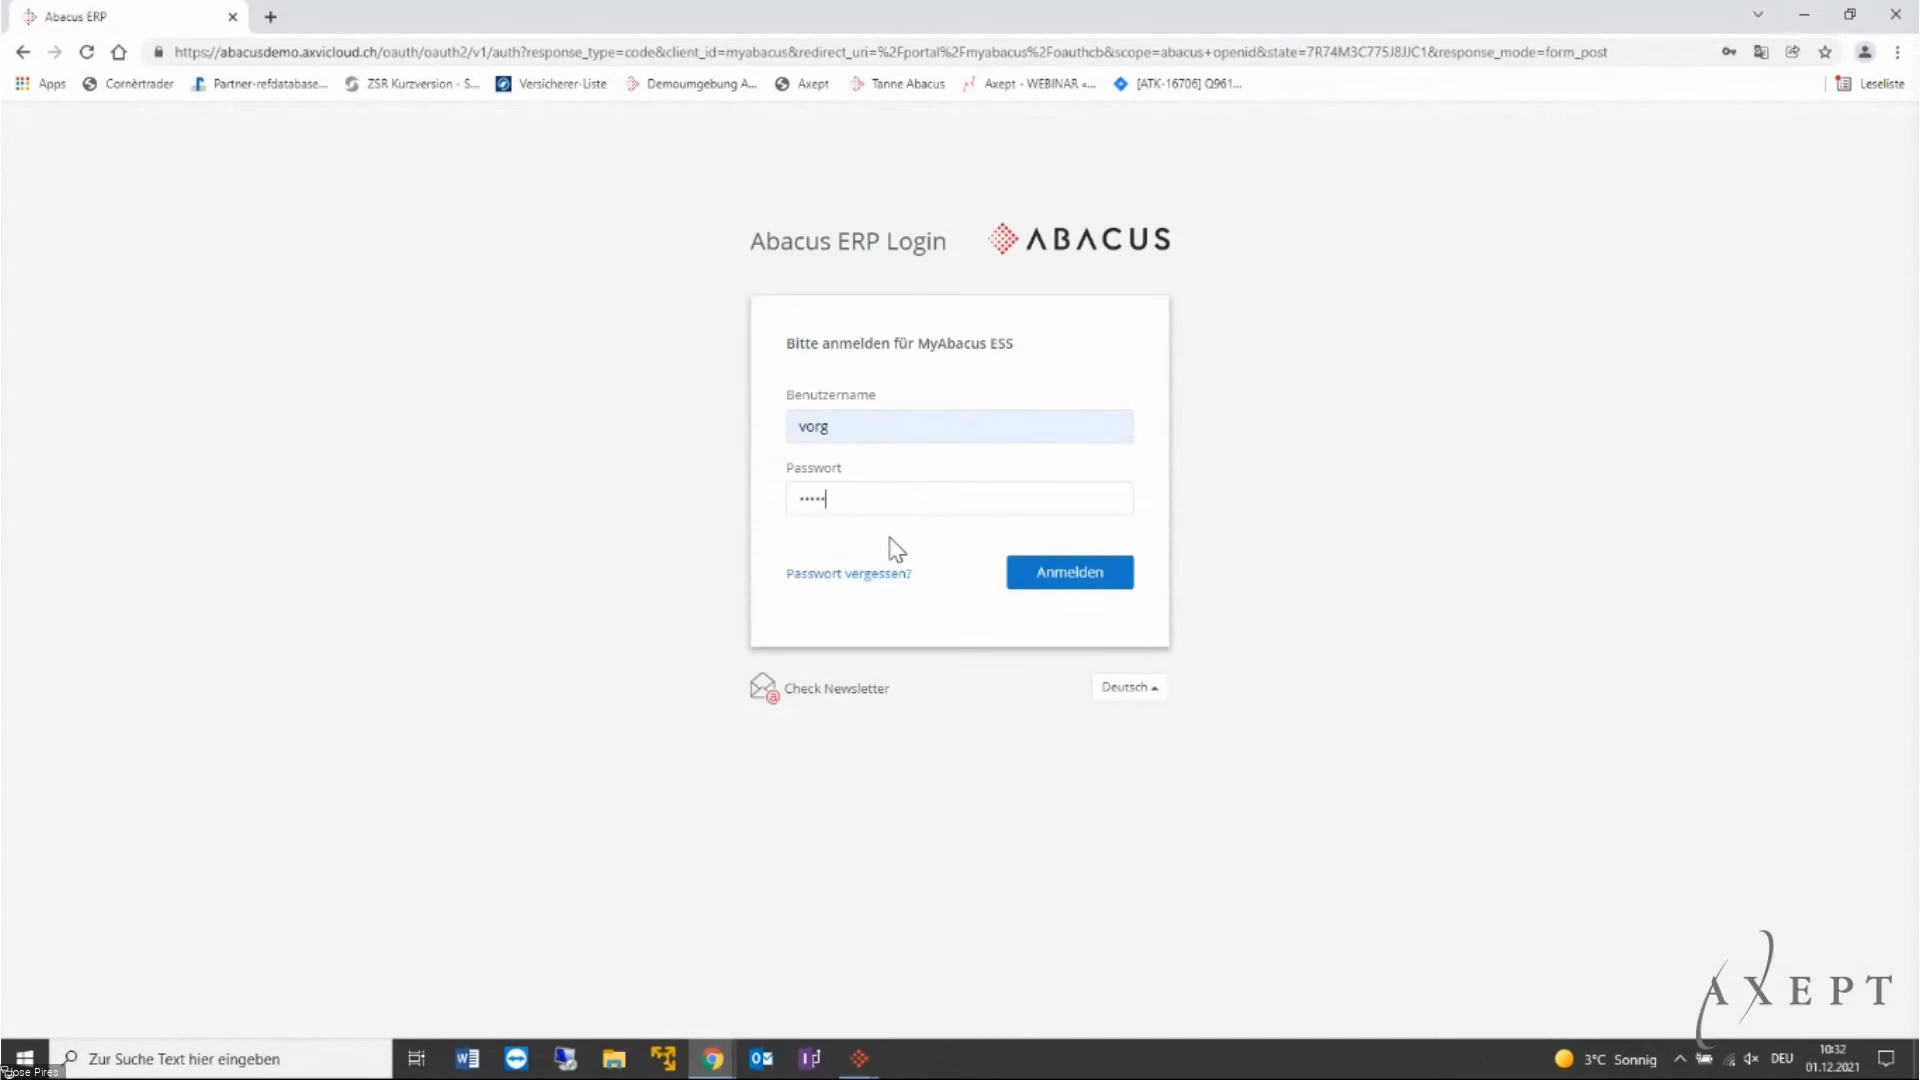 Abacus ERP
https://abacusdemo.axvicloud.ch/oauth/oauth2/v1/auth?response_type=code&client_id=myabacus&redirect_uri=%2Fportal%2Fmyabacus%2Foauthcb&scope=abacus+openid&state=7R74M3C775J8JJC1&response_mode=form_post
Apps Cornèrtrader Partner-refdatabase... ZSR Kurzversion - S... Versicherer-Liste Demoumgebung A... Axept Tanne Abacus Axept - WEBINAR «... [ATK-16706] Q961... Leseliste
Abacus ERP Login ABACUS
Bitte anmelden für MyAbacus ESS
Benutzername
vorg
Passwort
•••••
Passwort vergessen? Anmelden
Check Newsletter Deutsch
AXEPT
Zur Suche Text hier eingeben 3°C Sonnig DEU 10:32
01.12.2021
Jose Pires